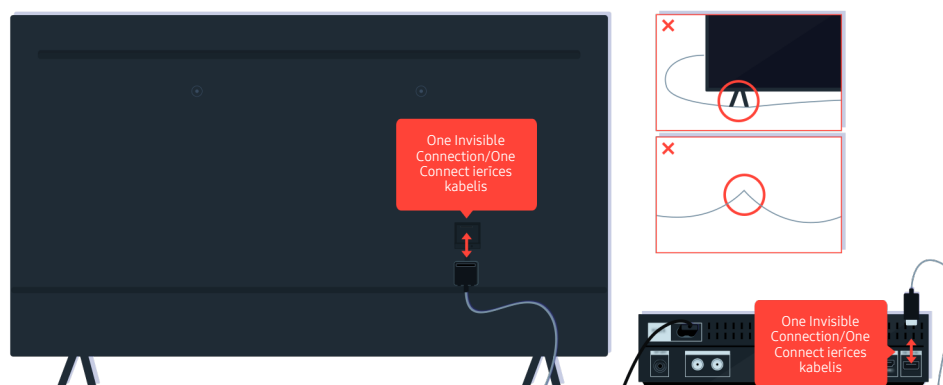 One Invisible
Connection/One
Connect ierīces
kabelis
One Invisible
Connection/One
Connect ierīces
kabelis